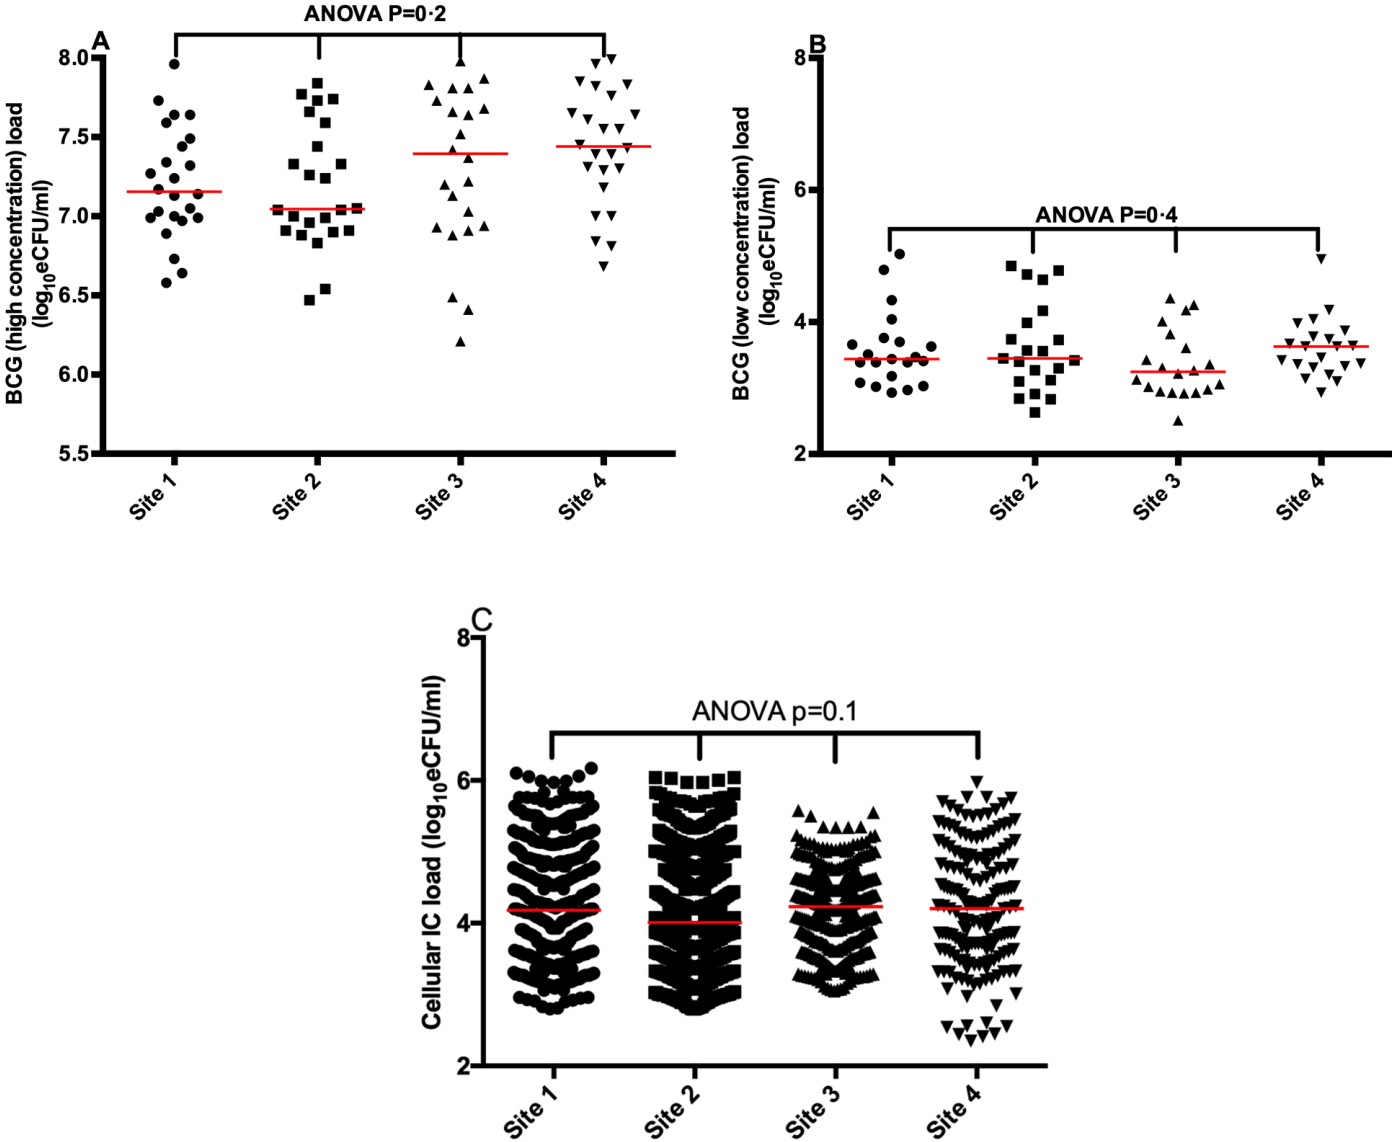 A
ANOVA P=0·2
BCG (high concentration) load
(log10eCFU/ml)
8.0
7.5
7.0
6.5
6.0
5.5
Site 1
Site 2
Site 3
Site 4
B
ANOVA P=0·4
BCG (low concentration) load
(log10eCFU/ml)
8
6
4
2
Site 1
Site 2
Site 3
Site 4
C
ANOVA p=0.1
Cellular IC load (log10eCFU/ml)
8
6
4
2
Site 1
Site 2
Site 3
Site 4